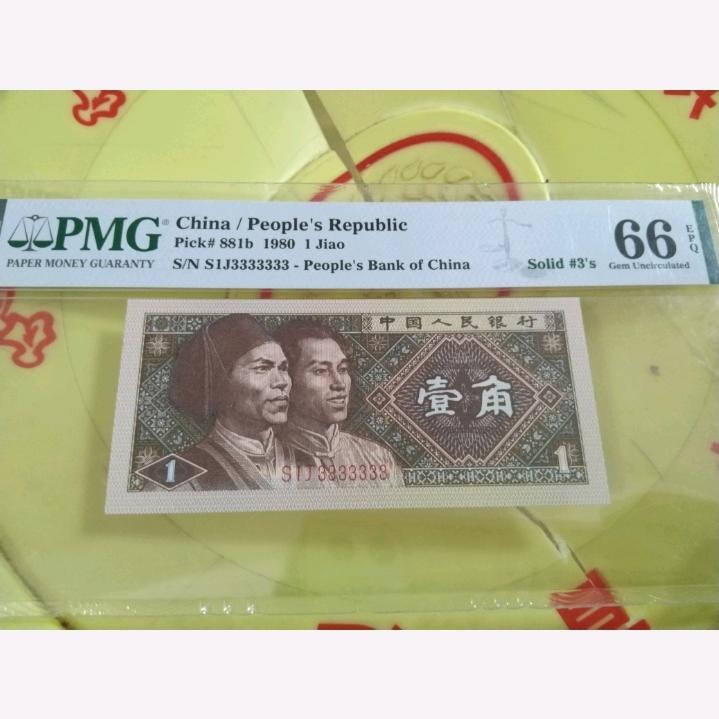 PMG®
PAPER MONEY GUARANTY
China / People's Republic
Pick# 881b 1980 1 Jiao
S/N S1J3333333 - People's Bank of China
Solid #3's
66 EPQ
Gem Uncirculated
中国人民银行
壹角
1
S1J3333333
1